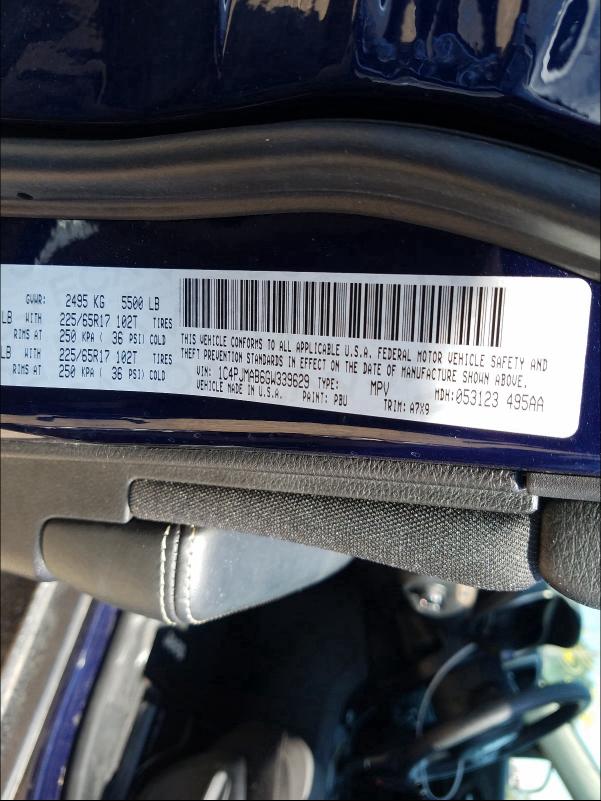 GVWR: 2495 KG 5500 LB
LB WITH 225/65R17 102T TIRES
RIMS AT 250 KPA ( 36 PSI) COLD
LB WITH 225/65R17 102T TIRES
RIMS AT 250 KPA ( 36 PSI) COLD
THIS VEHICLE CONFORMS TO ALL APPLICABLE U.S.A. FEDERAL MOTOR VEHICLE SAFETY AND
THEFT PREVENTION STANDARDS IN EFFECT ON THE DATE OF MANUFACTURE SHOWN ABOVE.
VIN: 1C4PJMAB6GW339629 TYPE: MPV MDH: 053123 495AA
VEHICLE MADE IN U.S.A. PAINT: PBU TRIM: A7X9